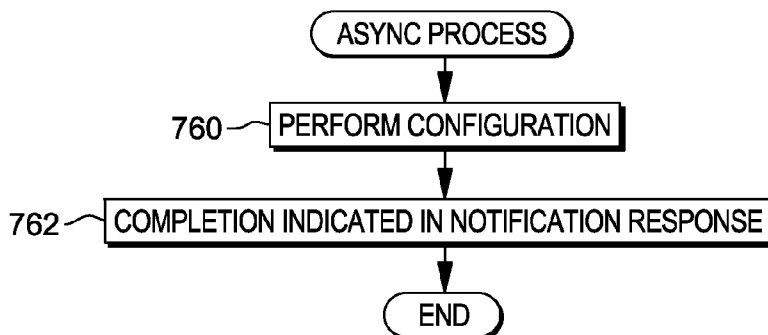 ASYNC PROCESS
760 PERFORM CONFIGURATION
762 COMPLETION INDICATED IN NOTIFICATION RESPONSE
END